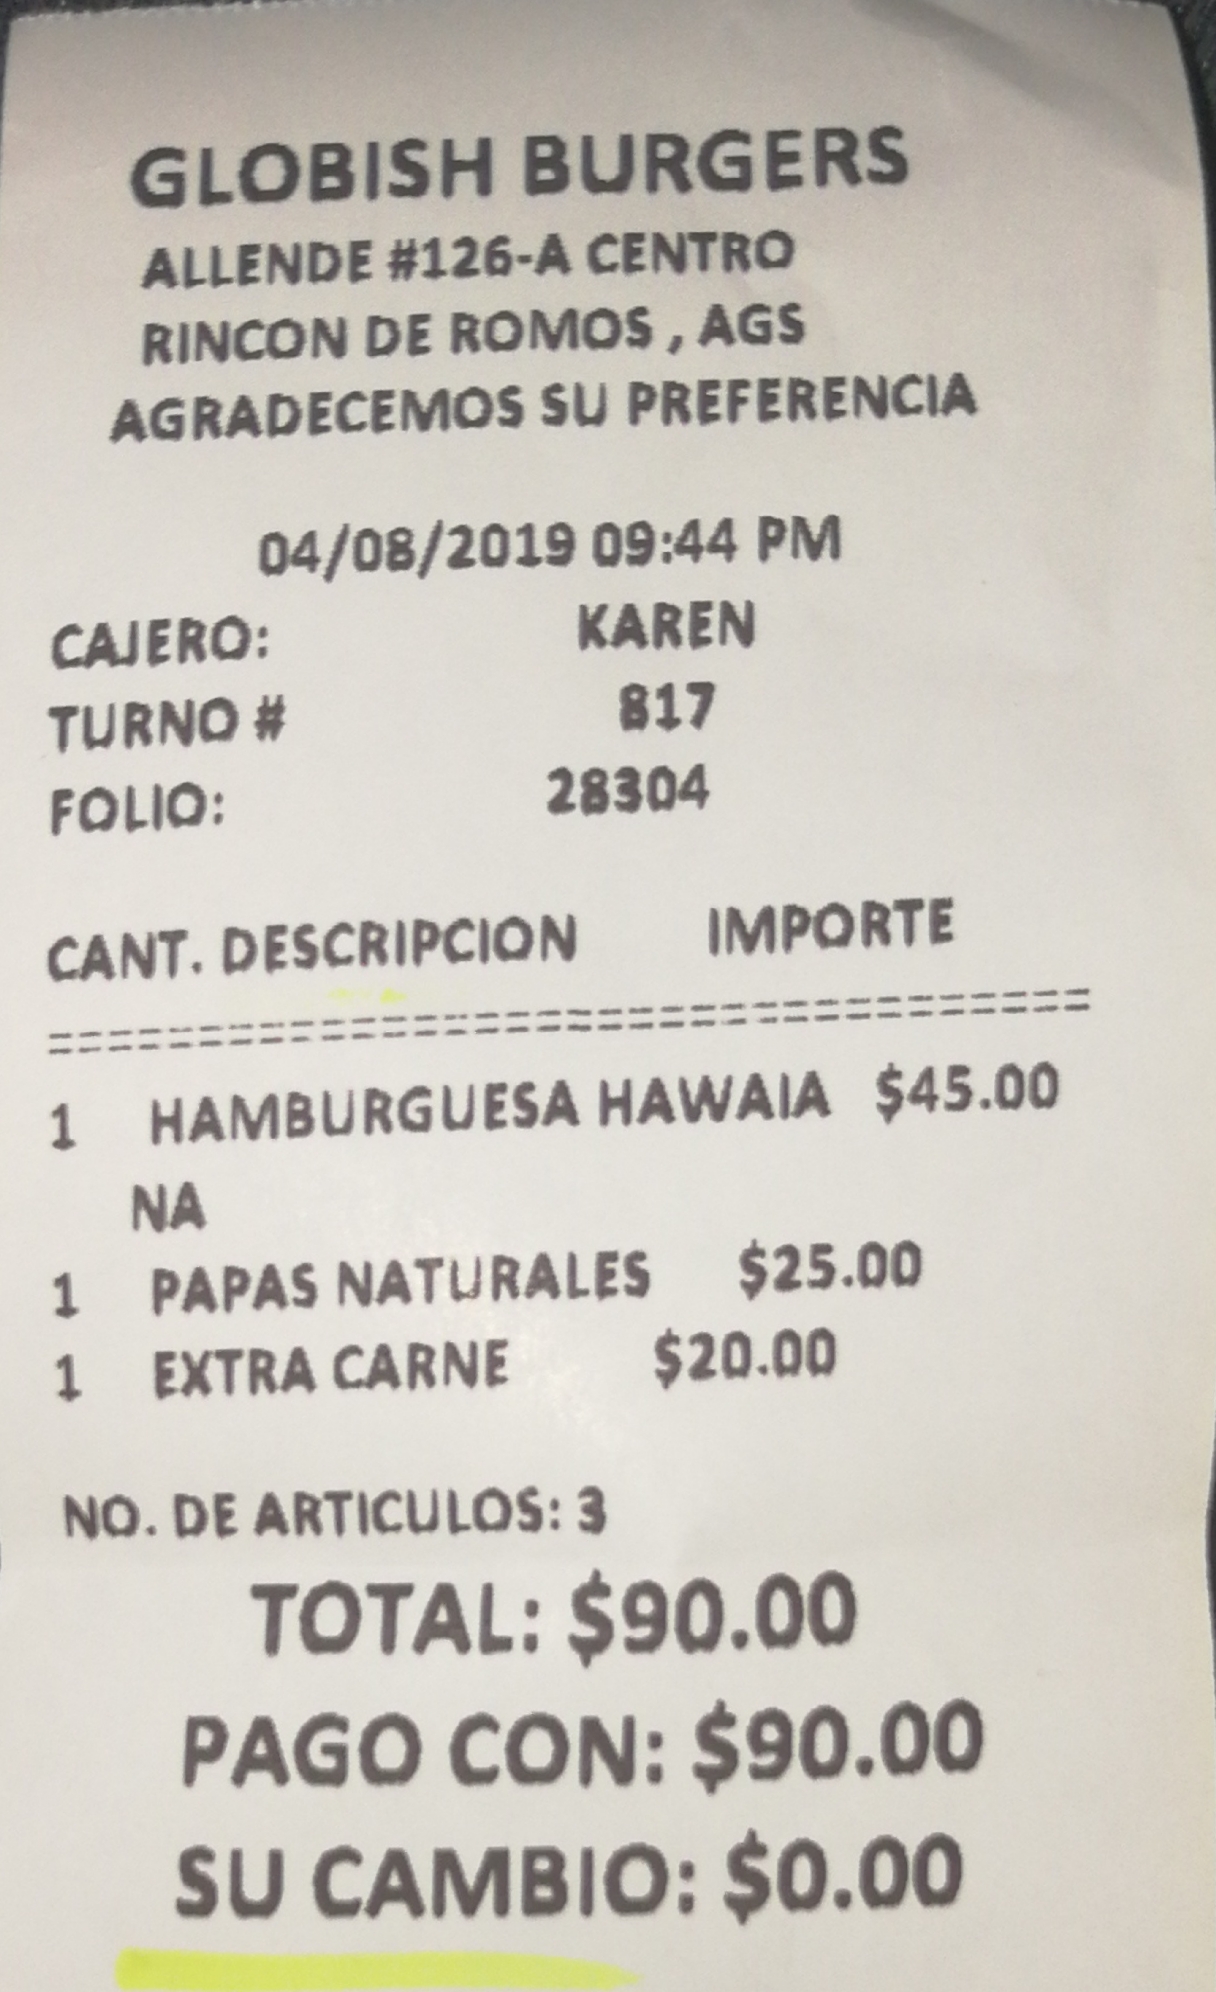 GLOBISH BURGERS
ALLENDE #126-A CENTRO
RINCON DE ROMOS , AGS
AGRADECEMOS SU PREFERENCIA
04/08/2019 09:44 PM
CAJERO: KAREN
TURNO # 817
FOLIO: 28304
CANT. DESCRIPCION IMPORTE
===================================
1 HAMBURGUESA HAWAIA $45.00
NA
1 PAPAS NATURALES $25.00
1 EXTRA CARNE $20.00
NO. DE ARTICULOS: 3
TOTAL: $90.00
PAGO CON: $90.00
SU CAMBIO: $0.00